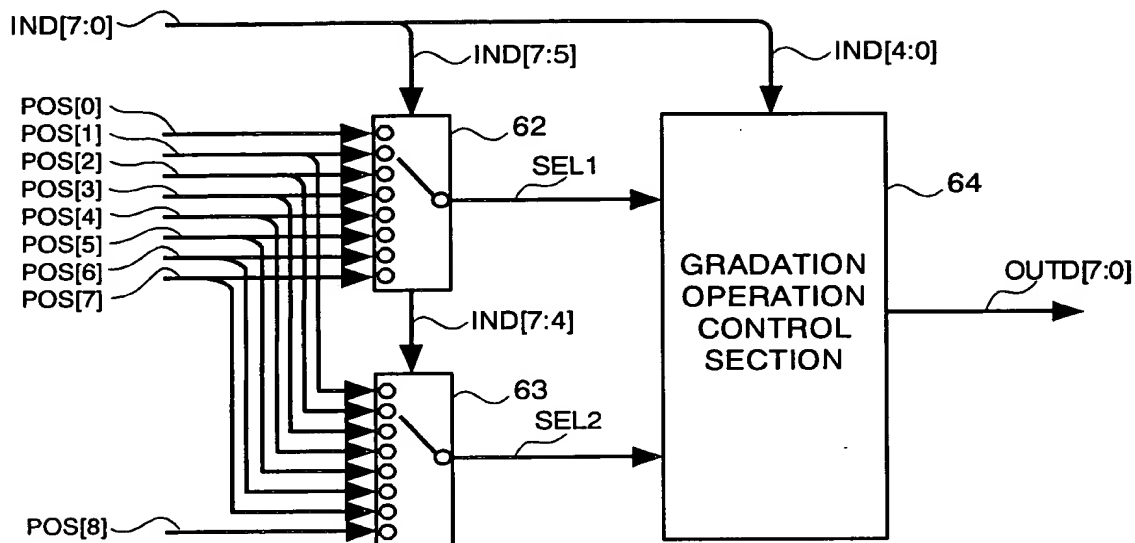 IND[7:0]
IND[7:5]
IND[4:0]
POS[0]
POS[1]
POS[2]
POS[3]
POS[4]
POS[5]
POS[6]
POS[7]
62
SEL1
64
GRADATION
OPERATION
CONTROL
SECTION
OUTD[7:0]
IND[7:4]
63
SEL2
POS[8]